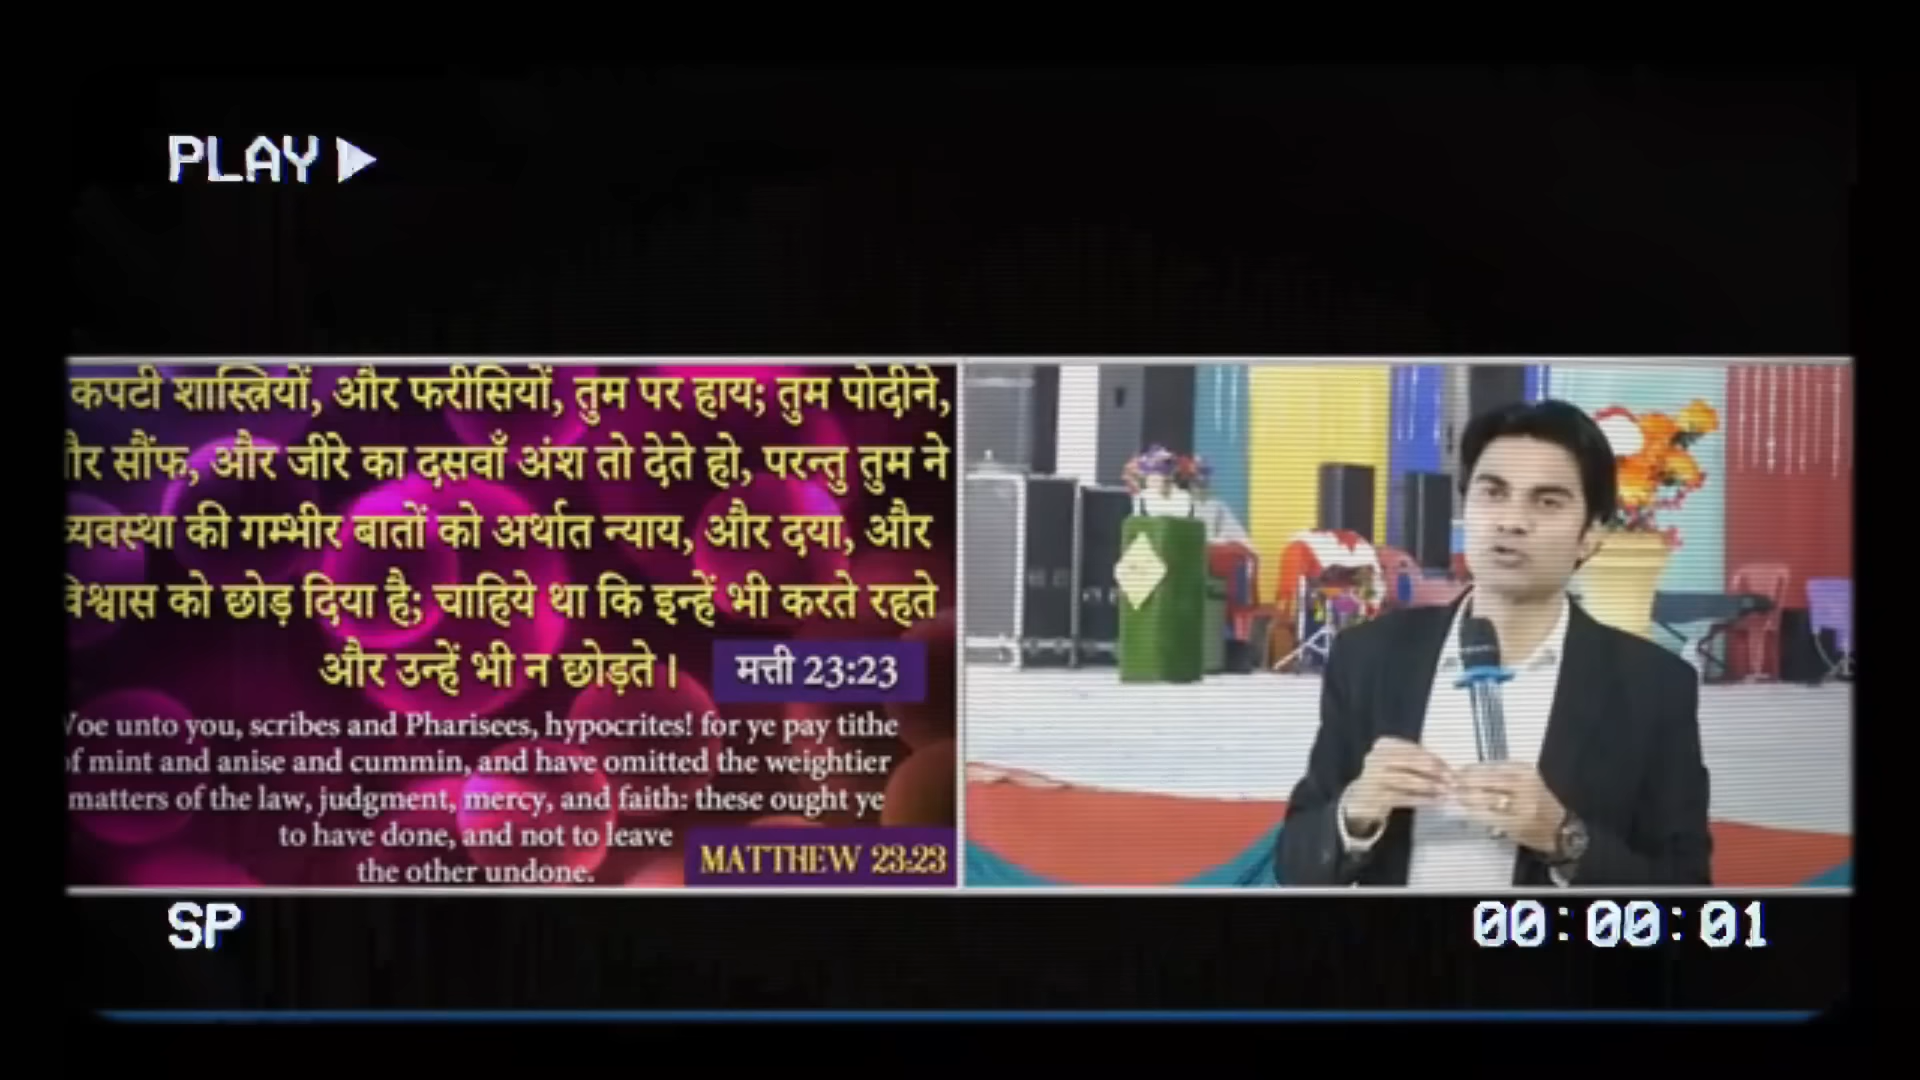 PLAY
कपटी शास्त्रियों, और फरीसियों, तुम पर हाय; तुम पोदीने,
सौंफ, और जीरे का दसवाँ अंश तो देते हो, परन्तु तुम ने
व्यवस्था की गम्भीर बातों को अर्थात न्याय, और दया, और
विश्वास को छोड़ दिया है; चाहिये था कि इन्हें भी करते रहते
और उन्हें भी न छोड़ते।
मत्ती 23:23
unto you, scribes and Pharisees, hypocrites! for ye pay tithe
of mint and anise and cummin, and have omitted the weightier
matters of the law, judgment, mercy, and faith: these ought ye
to have done, and not to leave
the other undone.
MATTHEW 23:23
SP
00:00:01